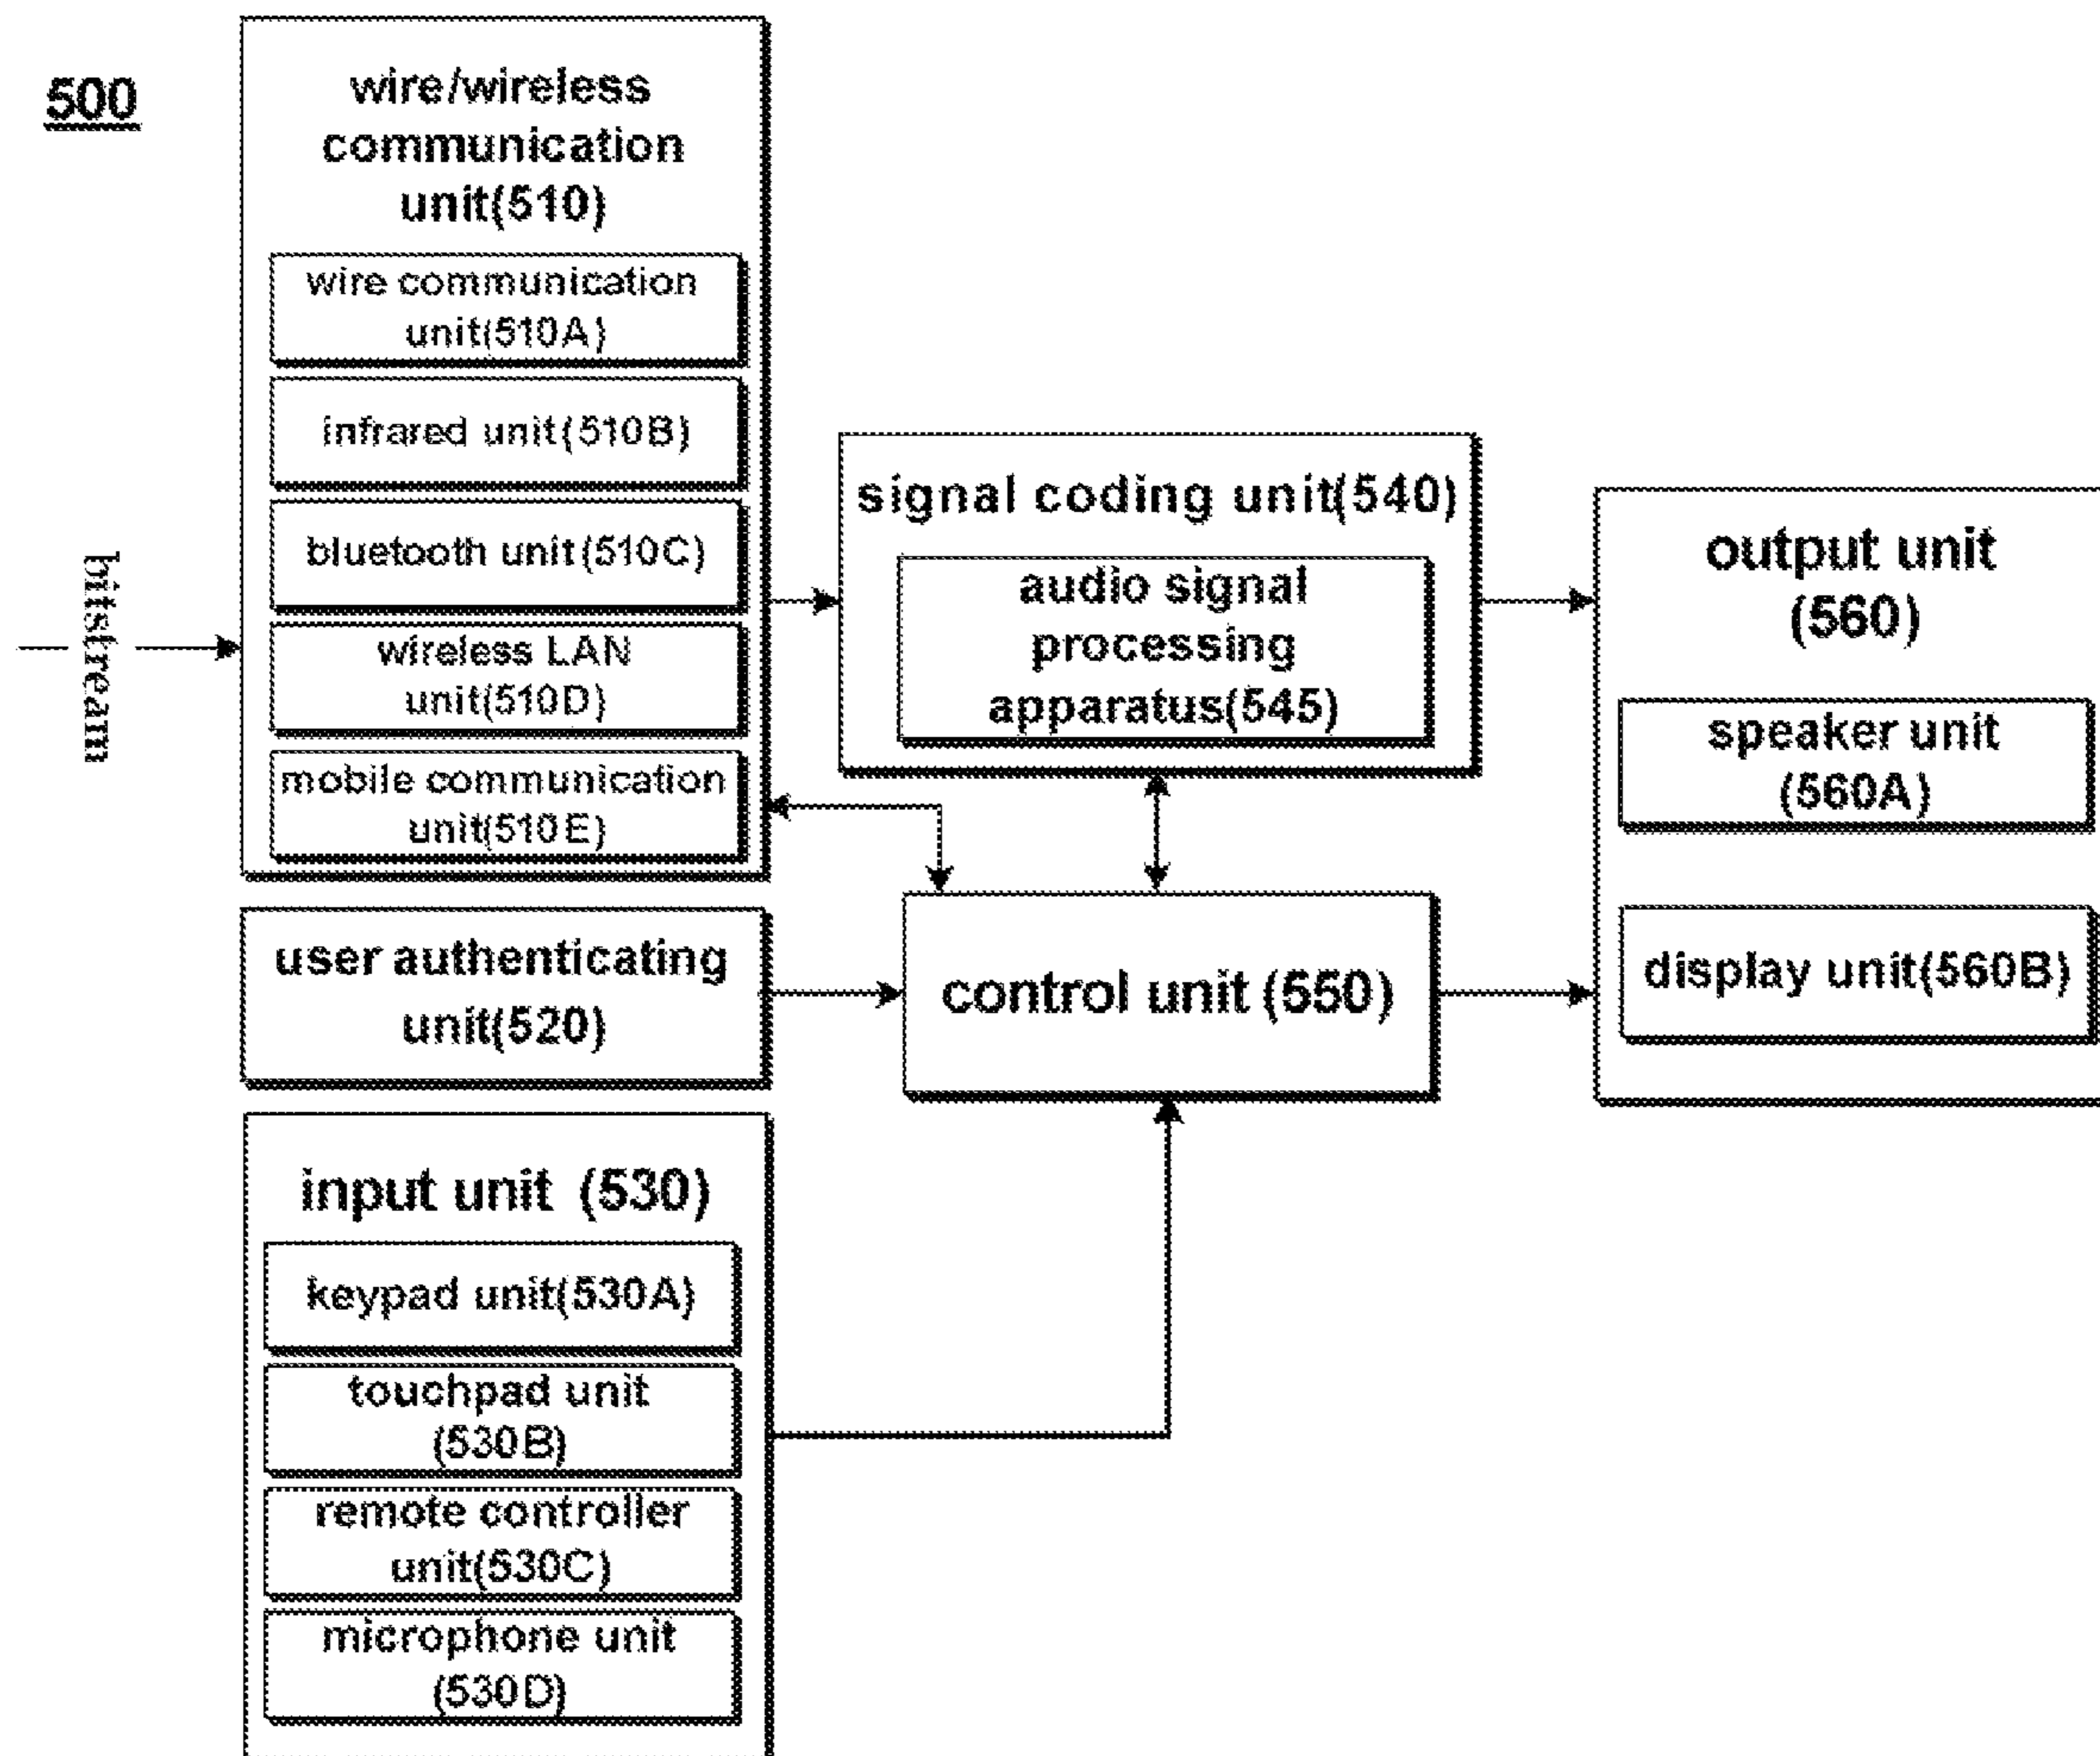 500
wire/wireless
communication
unit(510)
wire communication
unit(510A)
infrared unit(510B)
bluetooth unit(510C)
wireless LAN
unit(510D)
mobile communication
unit(510E)
bitstream
signal coding unit(540)
audio signal
processing
apparatus(545)
output unit
(560)
speaker unit
(560A)
display unit(560B)
user authenticating
unit(520)
control unit (550)
input unit (530)
keypad unit(530A)
touchpad unit
(530B)
remote controller
unit(530C)
microphone unit
(530D)